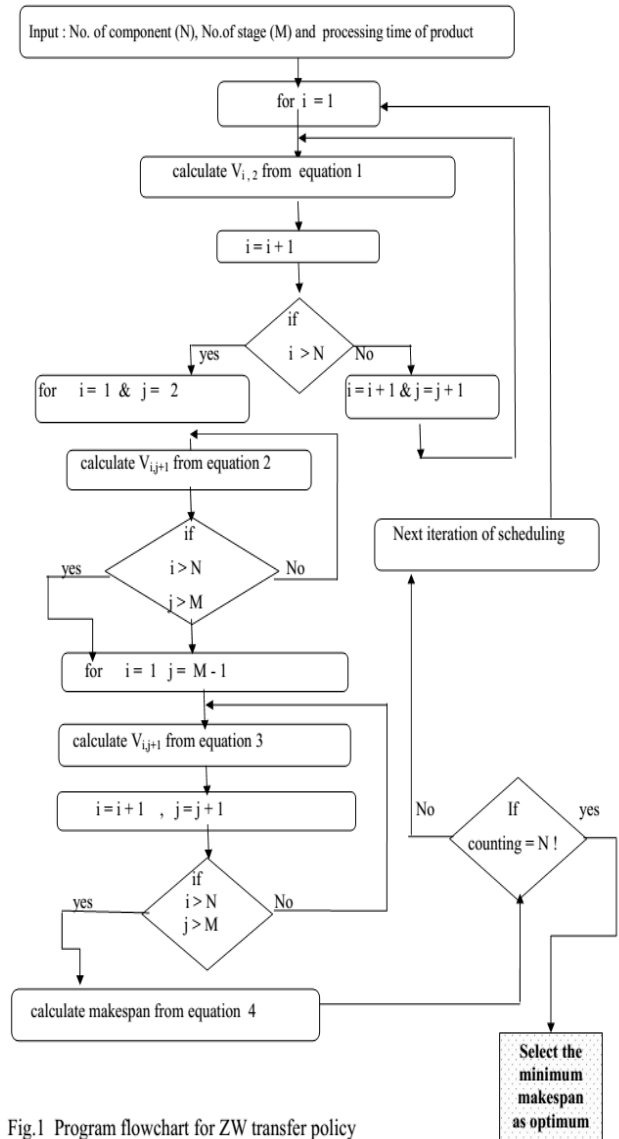 Input : No. of component (N), No.of stage (M) and processing time of product
for i = 1
calculate V i , 2 from equation 1
i = i + 1
if
i > N
yes
No
for i = 1 & j = 2
i = i + 1 & j = j + 1
calculate V i,j+1 from equation 2
if
i > N
j > M
yes
No
Next iteration of scheduling
for i = 1 j = M - 1
calculate V i,j+1 from equation 3
i = i + 1 , j = j + 1
if
i > N
j > M
yes
No
If
counting = N !
No
yes
calculate makespan from equation 4
Select the
minimum
makespan
as optimum
Fig.1 Program flowchart for ZW transfer policy